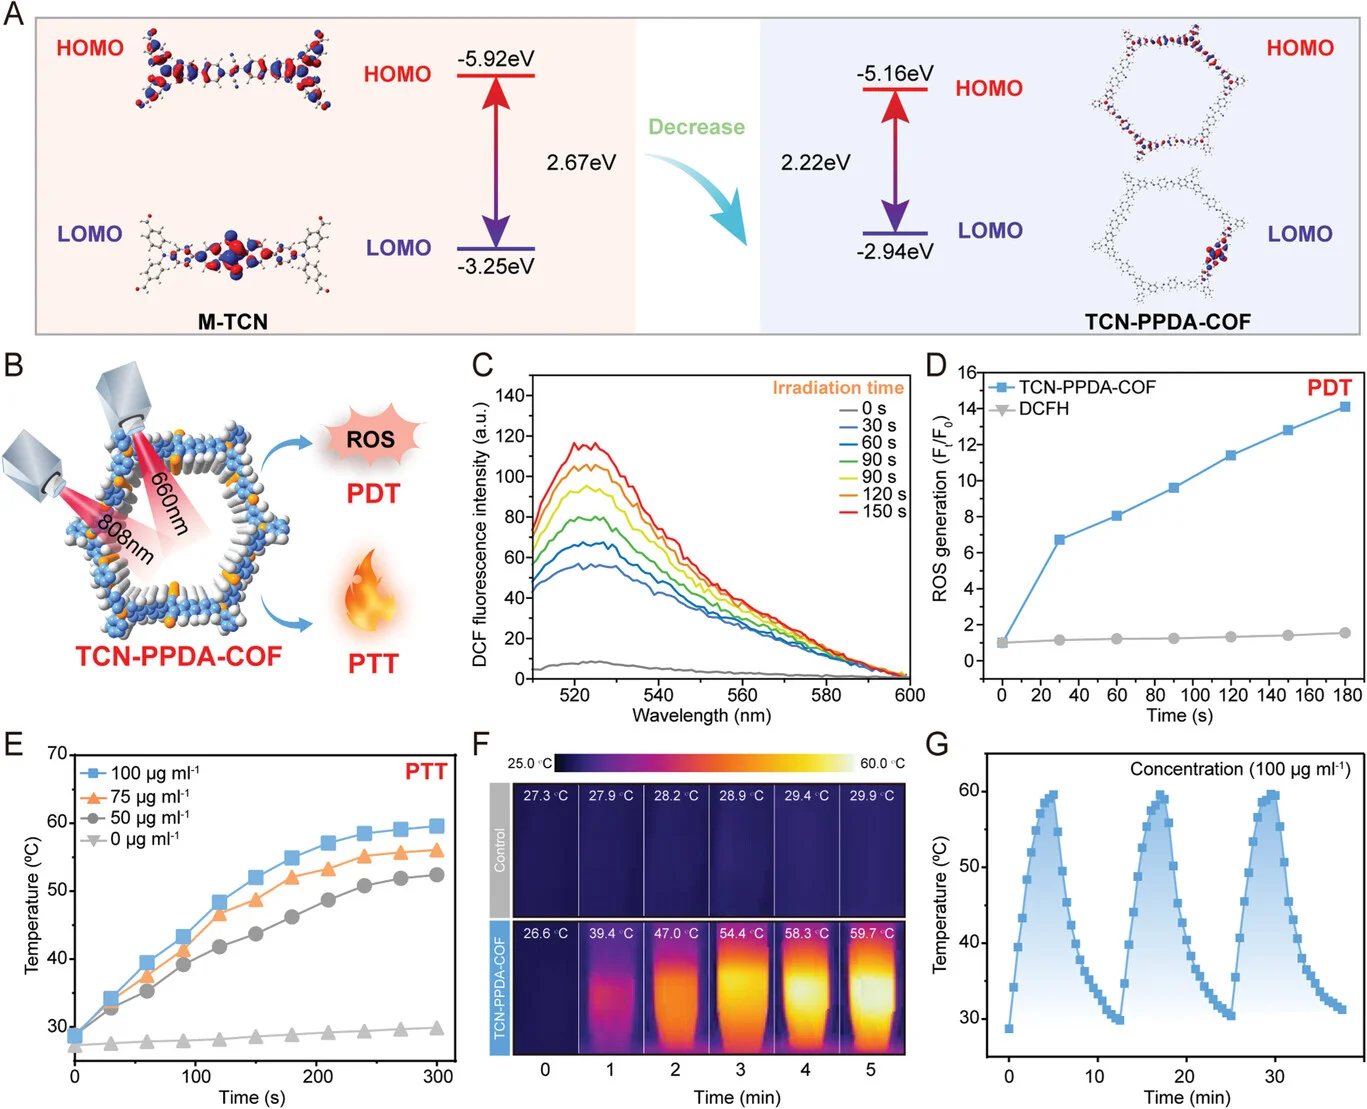 A
HOMO
HOMO
-5.92eV
2.67eV
LOMO
LOMO
-3.25eV
M-TCN
Decrease
-5.16eV
HOMO
HOMO
2.22eV
LOMO
LOMO
-2.94eV
TCN-PPDA-COF
B
660nm
808nm
ROS
PDT
PTT
TCN-PPDA-COF
C
Irradiation time
0 s
30 s
60 s
90 s
90 s
120 s
150 s
DCF fluorescence intensity (a.u.)
140
120
100
80
60
40
20
0
520
540
560
580
600
Wavelength (nm)
D
TCN-PPDA-COF
DCFH
PDT
ROS generation (Ft/F0)
16
14
12
10
8
6
4
2
0
0
20
40
60
80
100
120
140
160
180
Time (s)
E
100 µg ml-1
75 µg ml-1
50 µg ml-1
0 µg ml-1
PTT
Temperature (ºC)
70
60
50
40
30
0
100
200
300
Time (s)
F
25.0 °C
60.0 °C
Control
27.3 °C
27.9 °C
28.2 °C
28.9 °C
29.4 °C
29.9 °C
TCN-PPDA-COF
26.6 °C
39.4 °C
47.0 °C
54.4 °C
58.3 °C
59.7 °C
0
1
2
3
4
5
Time (min)
G
Concentration (100 µg ml-1)
Temperature (ºC)
60
50
40
30
0
10
20
30
Time (min)